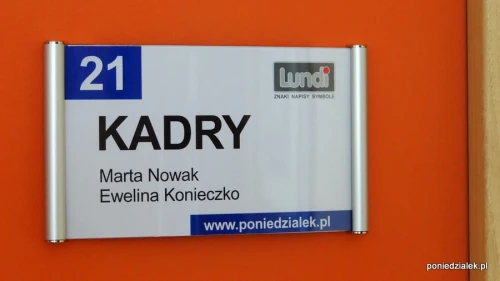 21
Lundi
ZNAKI NAPISY SYMBOLE
KADRY
Marta Nowak
Ewelina Konieczko
www.poniedzialek.pl
poniedzialek.pl